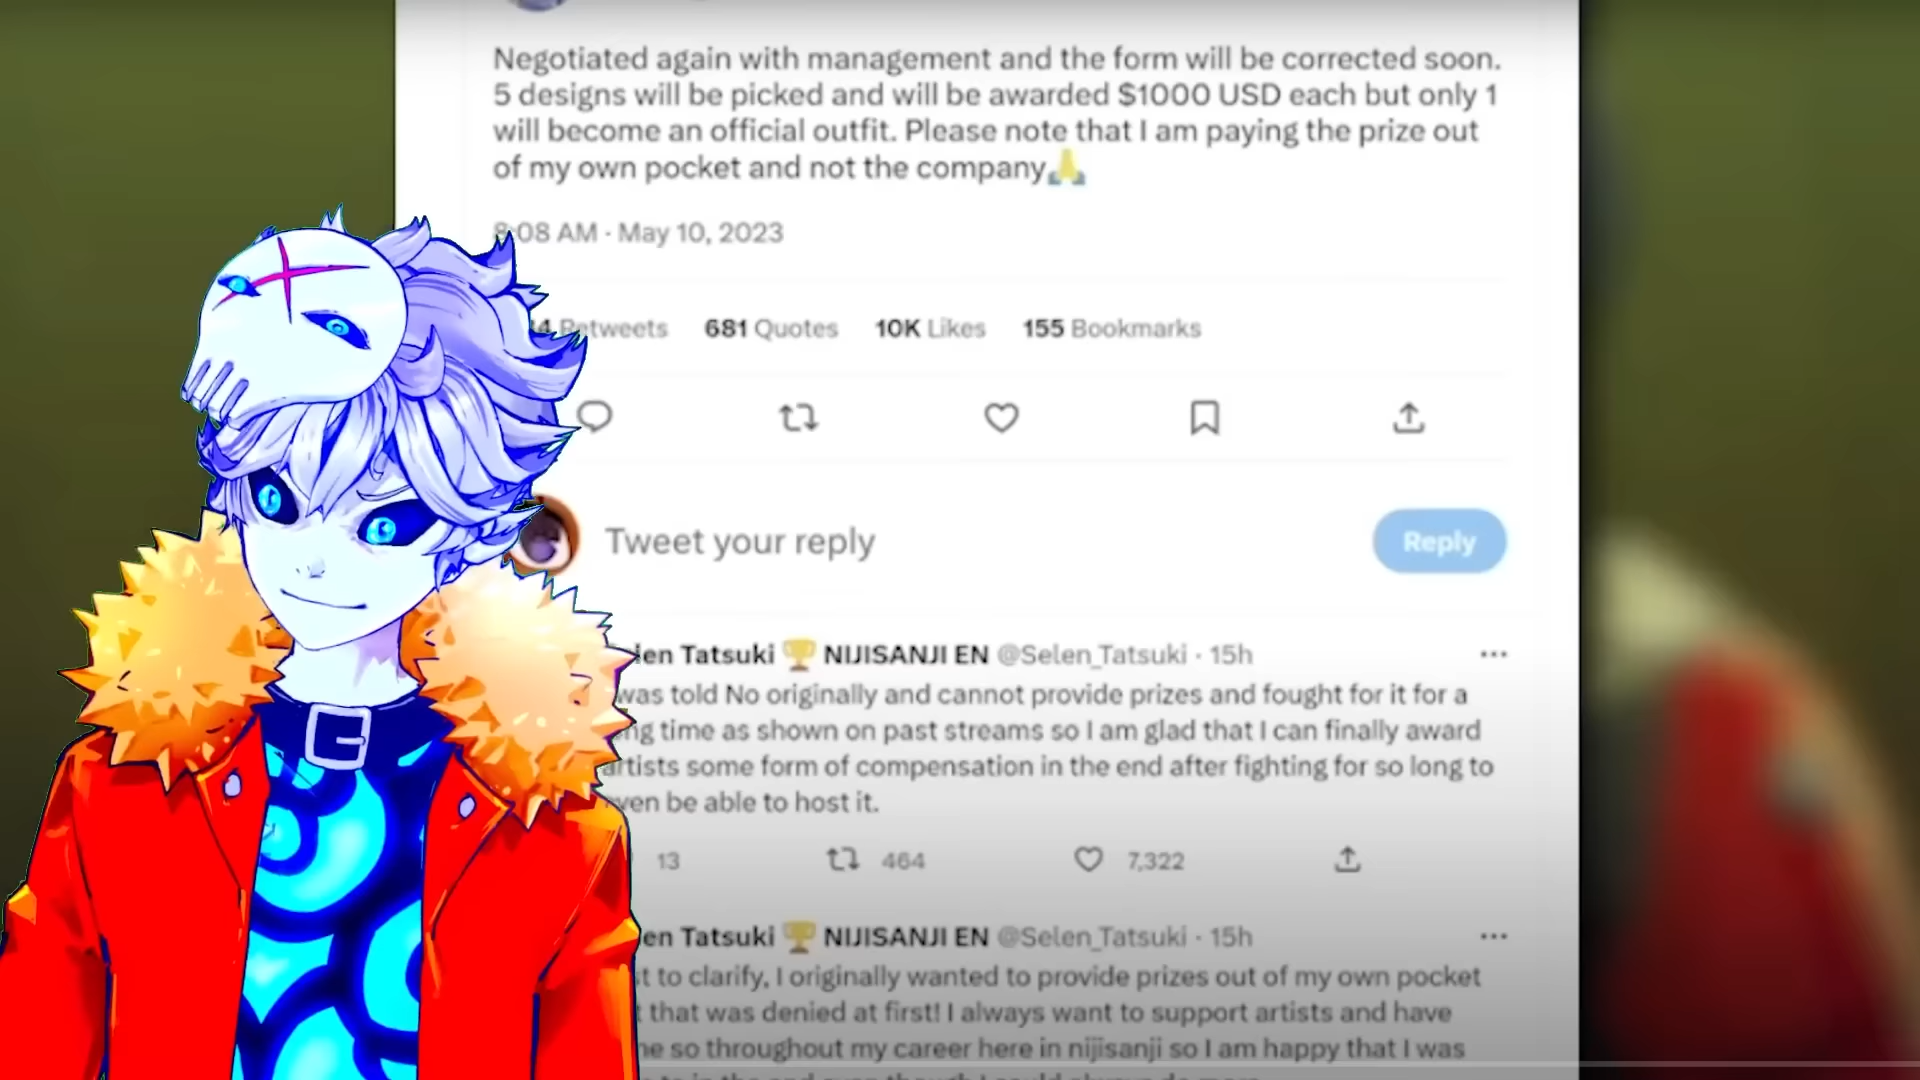 Negotiated again with management and the form will be corrected soon.
5 designs will be picked and will be awarded $1000 USD each but only 1
will become an official outfit. Please note that I am paying the prize out
of my own pocket and not the company🙏
8:08 AM · May 10, 2023
Retweets 681 Quotes 10K Likes 155 Bookmarks
Tweet your reply
Reply
Tatsuki 🏆 NIJISANJI EN @Selen_Tatsuki · 15h
was told No originally and cannot provide prizes and fought for it for a
time as shown on past streams so I am glad that I can finally award
artists some form of compensation in the end after fighting for so long to
even be able to host it.
13 464 7,322
Tatsuki 🏆 NIJISANJI EN @Selen_Tatsuki · 15h
to clarify, I originally wanted to provide prizes out of my own pocket
that was denied at first! I always want to support artists and have
so throughout my career here in nijisanji so I am happy that I was